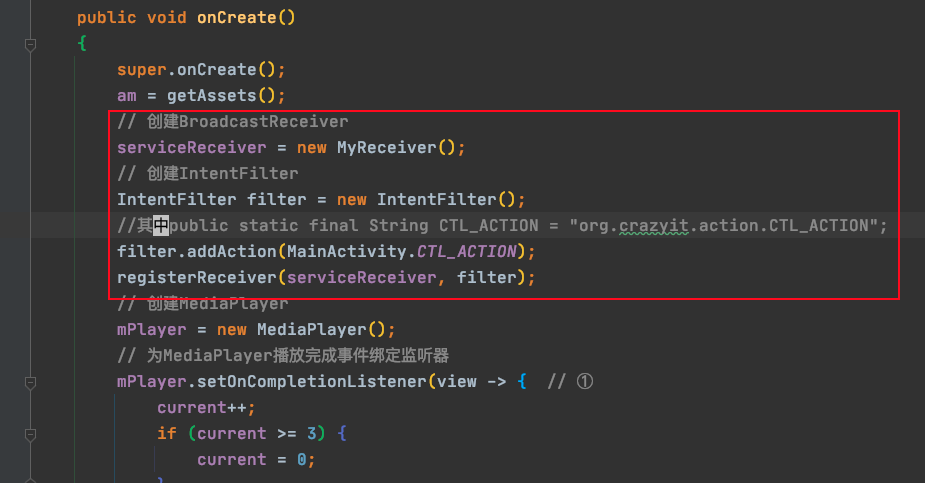 public void onCreate()
{
super.onCreate();
am = getAssets();
// 创建BroadcastReceiver
serviceReceiver = new MyReceiver();
// 创建IntentFilter
IntentFilter filter = new IntentFilter();
//其中public static final String CTL_ACTION = "org.crazyit.action.CTL_ACTION";
filter.addAction(MainActivity.CTL_ACTION);
registerReceiver(serviceReceiver, filter);
// 创建MediaPlayer
mPlayer = new MediaPlayer();
// 为MediaPlayer播放完成事件绑定监听器
mPlayer.setOnCompletionListener(view -> {  // ①
current++;
if (current >= 3) {
current = 0;
}